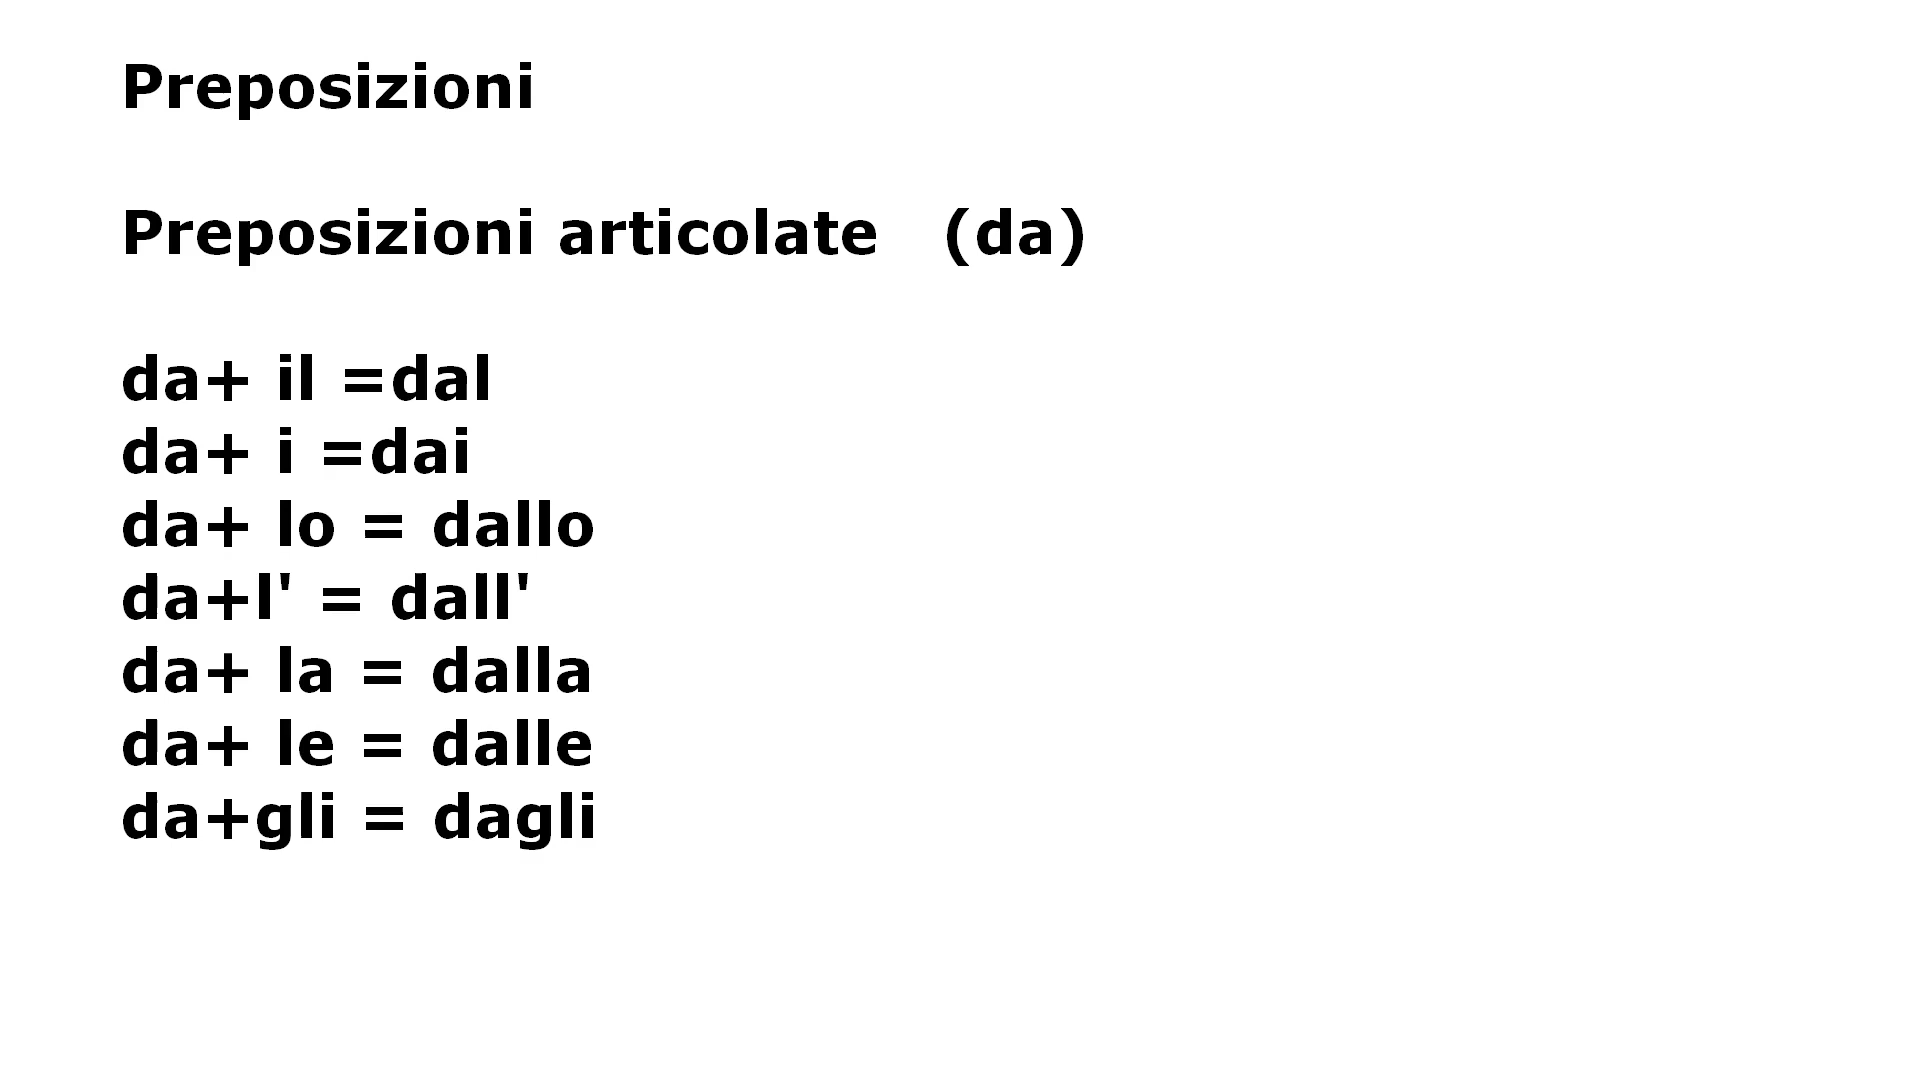 Preposizioni
Preposizioni articolate (da)
da+ il =dal
da+ i =dai
da+ lo = dallo
da+l' = dall'
da+ la = dalla
da+ le = dalle
da+gli = dagli